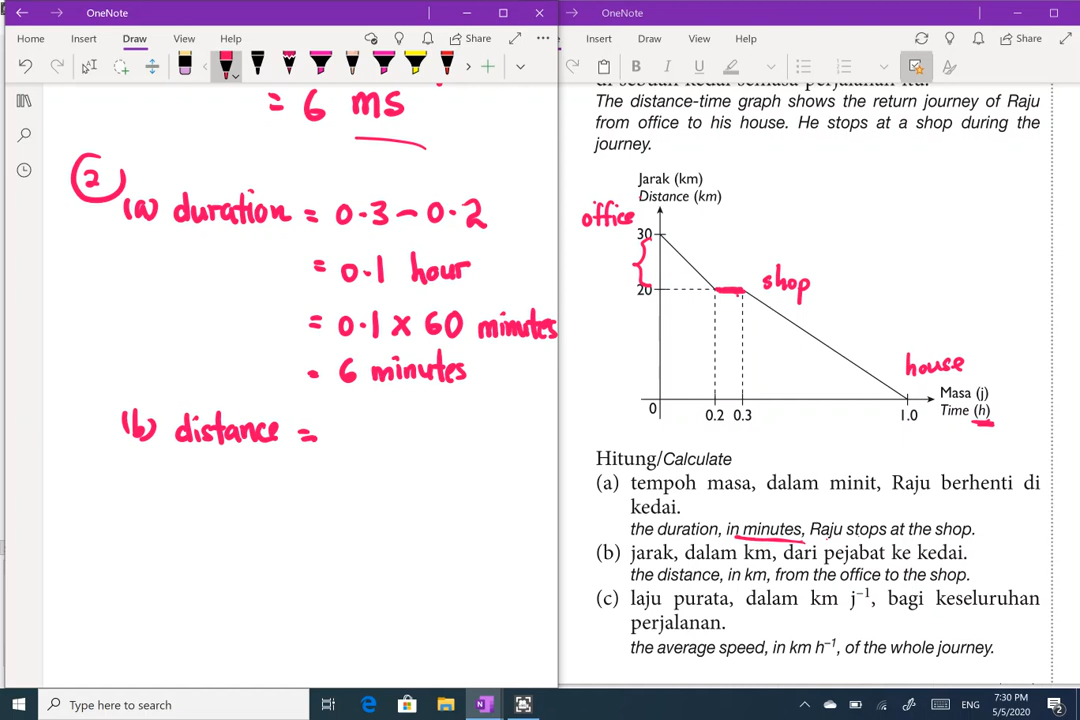 OneNote
OneNote
Home Insert Draw View Help Share
Insert Draw View Help Share
B I U A
= 6 ms
2
(a) duration = 0.3 - 0.2
= 0.1 hour
= 0.1 x 60 minutes
= 6 minutes
(b) distance =
The distance-time graph shows the return journey of Raju
from office to his house. He stops at a shop during the
journey.
Jarak (km)
Distance (km)
office
30
20
shop
house
0
0.2 0.3
1.0
Masa (j)
Time (h)
Hitung/Calculate
(a) tempoh masa, dalam minit, Raju berhenti di
kedai.
the duration, in minutes, Raju stops at the shop.
(b) jarak, dalam km, dari pejabat ke kedai.
the distance, in km, from the office to the shop.
(c) laju purata, dalam km j⁻¹, bagi keseluruhan
perjalanan.
the average speed, in km h⁻¹, of the whole journey.
Type here to search
ENG
7:30 PM
5/5/2020
2